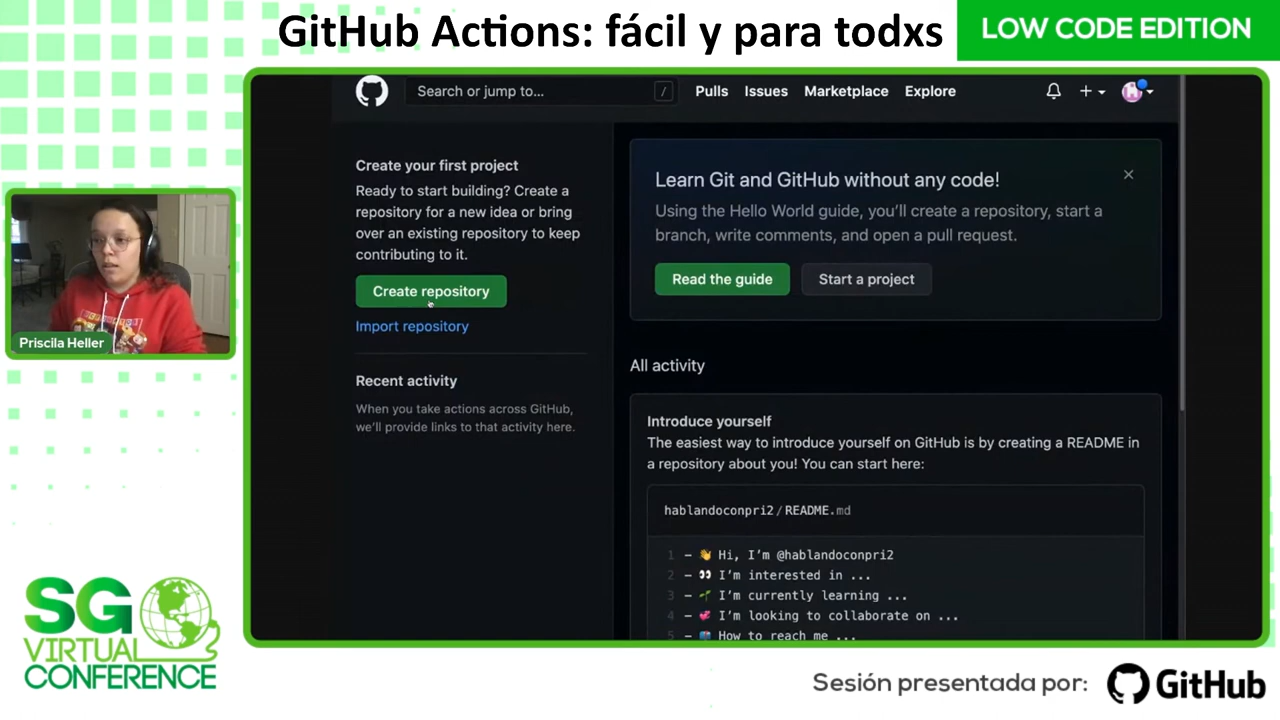 GitHub Actions: fácil y para todxs
LOW CODE EDITION
Search or jump to...
/
Pulls
Issues
Marketplace
Explore
Create your first project
Ready to start building? Create a
repository for a new idea or bring
over an existing repository to keep
contributing to it.
Create repository
Import repository
Recent activity
When you take actions across GitHub,
we'll provide links to that activity here.
Learn Git and GitHub without any code!
Using the Hello World guide, you'll create a repository, start a
branch, write comments, and open a pull request.
Read the guide
Start a project
All activity
Introduce yourself
The easiest way to introduce yourself on GitHub is by creating a README in
a repository about you! You can start here:
hablandoconpri2/README.md
1 - 👋 Hi, I'm @hablandoconpri2
2 - 👀 I'm interested in ...
3 - 🌱 I'm currently learning ...
4 - 💞️ I'm looking to collaborate on ...
5 - 📫 How to reach me ...
Priscila Heller
SG
VIRTUAL
CONFERENCE
Sesión presentada por:
GitHub